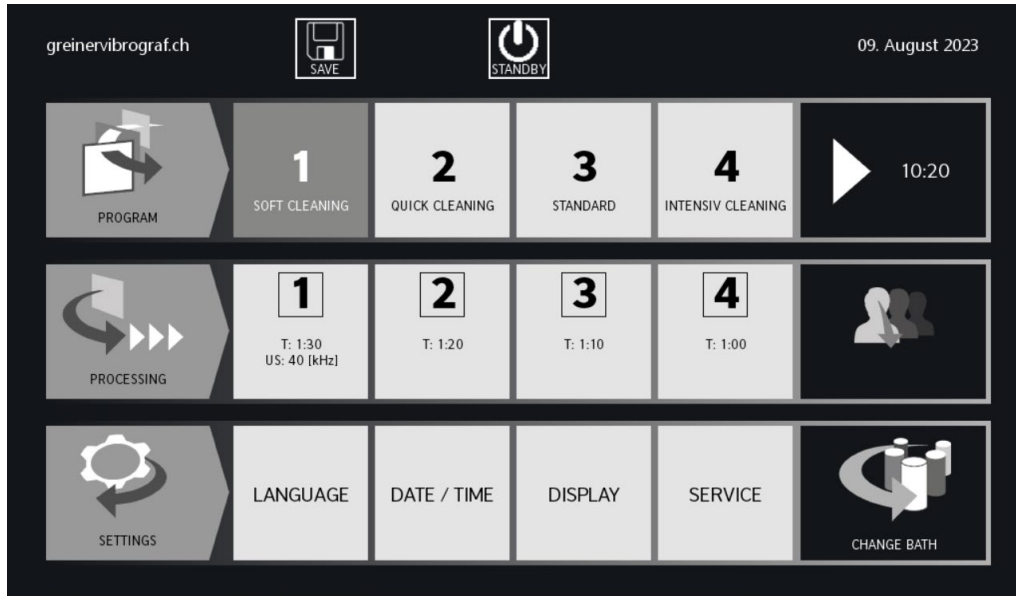 greinervibrograf.ch
SAVE
STANDBY
09. August 2023
PROGRAM
1
SOFT CLEANING
2
QUICK CLEANING
3
STANDARD
4
INTENSIV CLEANING
10:20
PROCESSING
1
T: 1:30
US: 40 [kHz]
2
T: 1:20
3
T: 1:10
4
T: 1:00
SETTINGS
LANGUAGE
DATE / TIME
DISPLAY
SERVICE
CHANGE BATH